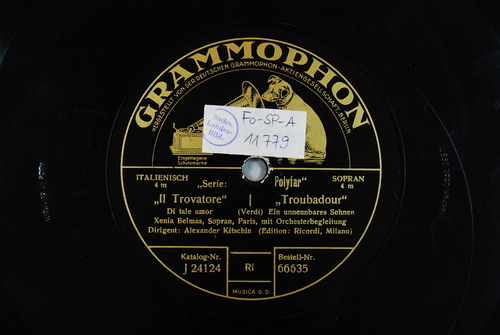 GRAMMOPHON
HERGESTELLT VON DER DEUTSCHEN GRAMMOPHON-AKTIENGESELLSCHAFT BERLIN
Fo-SP-A
11779
Eingetragene
Schutzmarke
ITALIENISCH SOPRAN
4 m „Serie: Polyfar" 4 m
„Il Trovatore" | „Troubadour"
Di tale amor (Verdi) Ein unnennbares Sehnen
Xenia Belmas, Sopran, Paris, mit Orchesterbegleitung
Dirigent: Alexander Kitschin (Edition: Ricordi, Milano)
Katalog-Nr. Bestell-Nr.
J 24124 Ri 66635
MUSICA G. D.